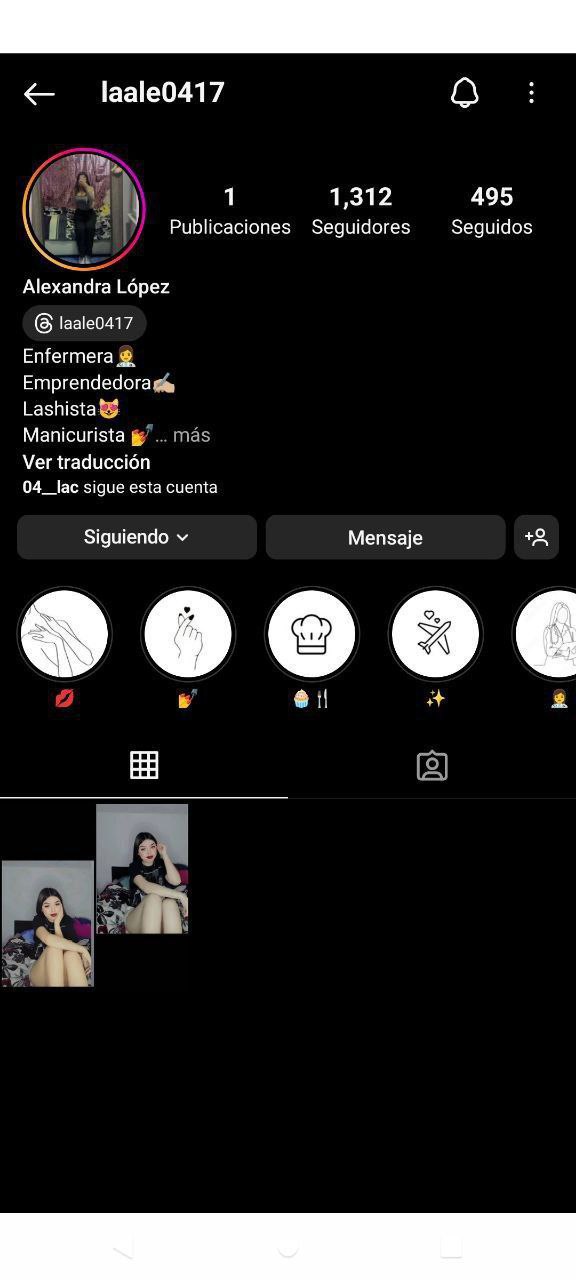 laale0417
1 1,312 495
Publicaciones Seguidores Seguidos
Alexandra López
laale0417
Enfermera👩‍⚕️
Emprendedora✍🏼
Lashista😻
Manicurista 💅... más
Ver traducción
04__lac sigue esta cuenta
Siguiendo
Mensaje